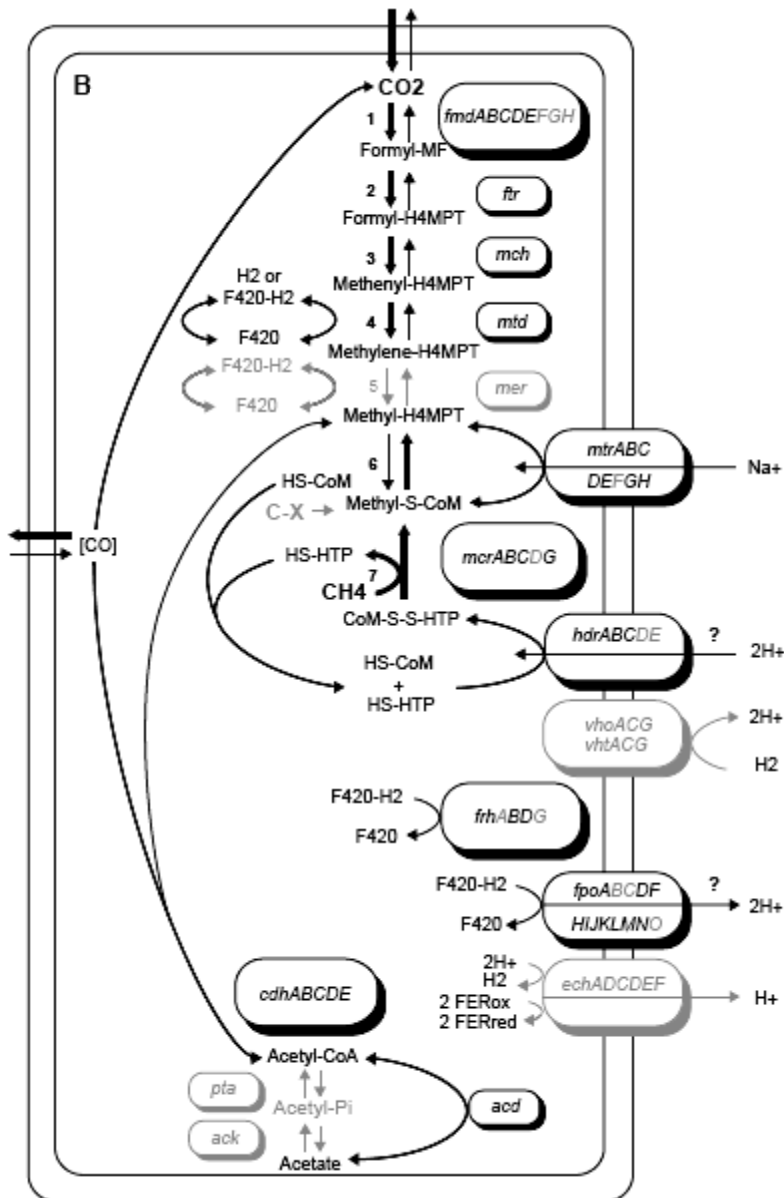 B
CO2
fmdABCDEFGH
1
Formyl-MF
2
ftr
Formyl-H4MPT
3
mch
Methenyl-H4MPT
H2 or
F420-H2
4
mtd
F420
Methylene-H4MPT
F420-H2
5
mer
F420
Methyl-H4MPT
mtrABC
DEFGH
Na+
6
HS-CoM
Methyl-S-CoM
C-X
[CO]
HS-HTP
7
CH4
mcrABCDG
CoM-S-S-HTP
hdrABCDE
?
2H+
HS-CoM
+
HS-HTP
vhoACG
vhtACG
2H+
H2
F420-H2
F420
frhABDG
F420-H2
F420
fpoABCDF
HIJKLMNO
?
2H+
2H+
H2
2 FERox
2 FERred
echADCDEF
H+
cdhABCDE
Acetyl-CoA
pta
Acetyl-Pi
acd
ack
Acetate